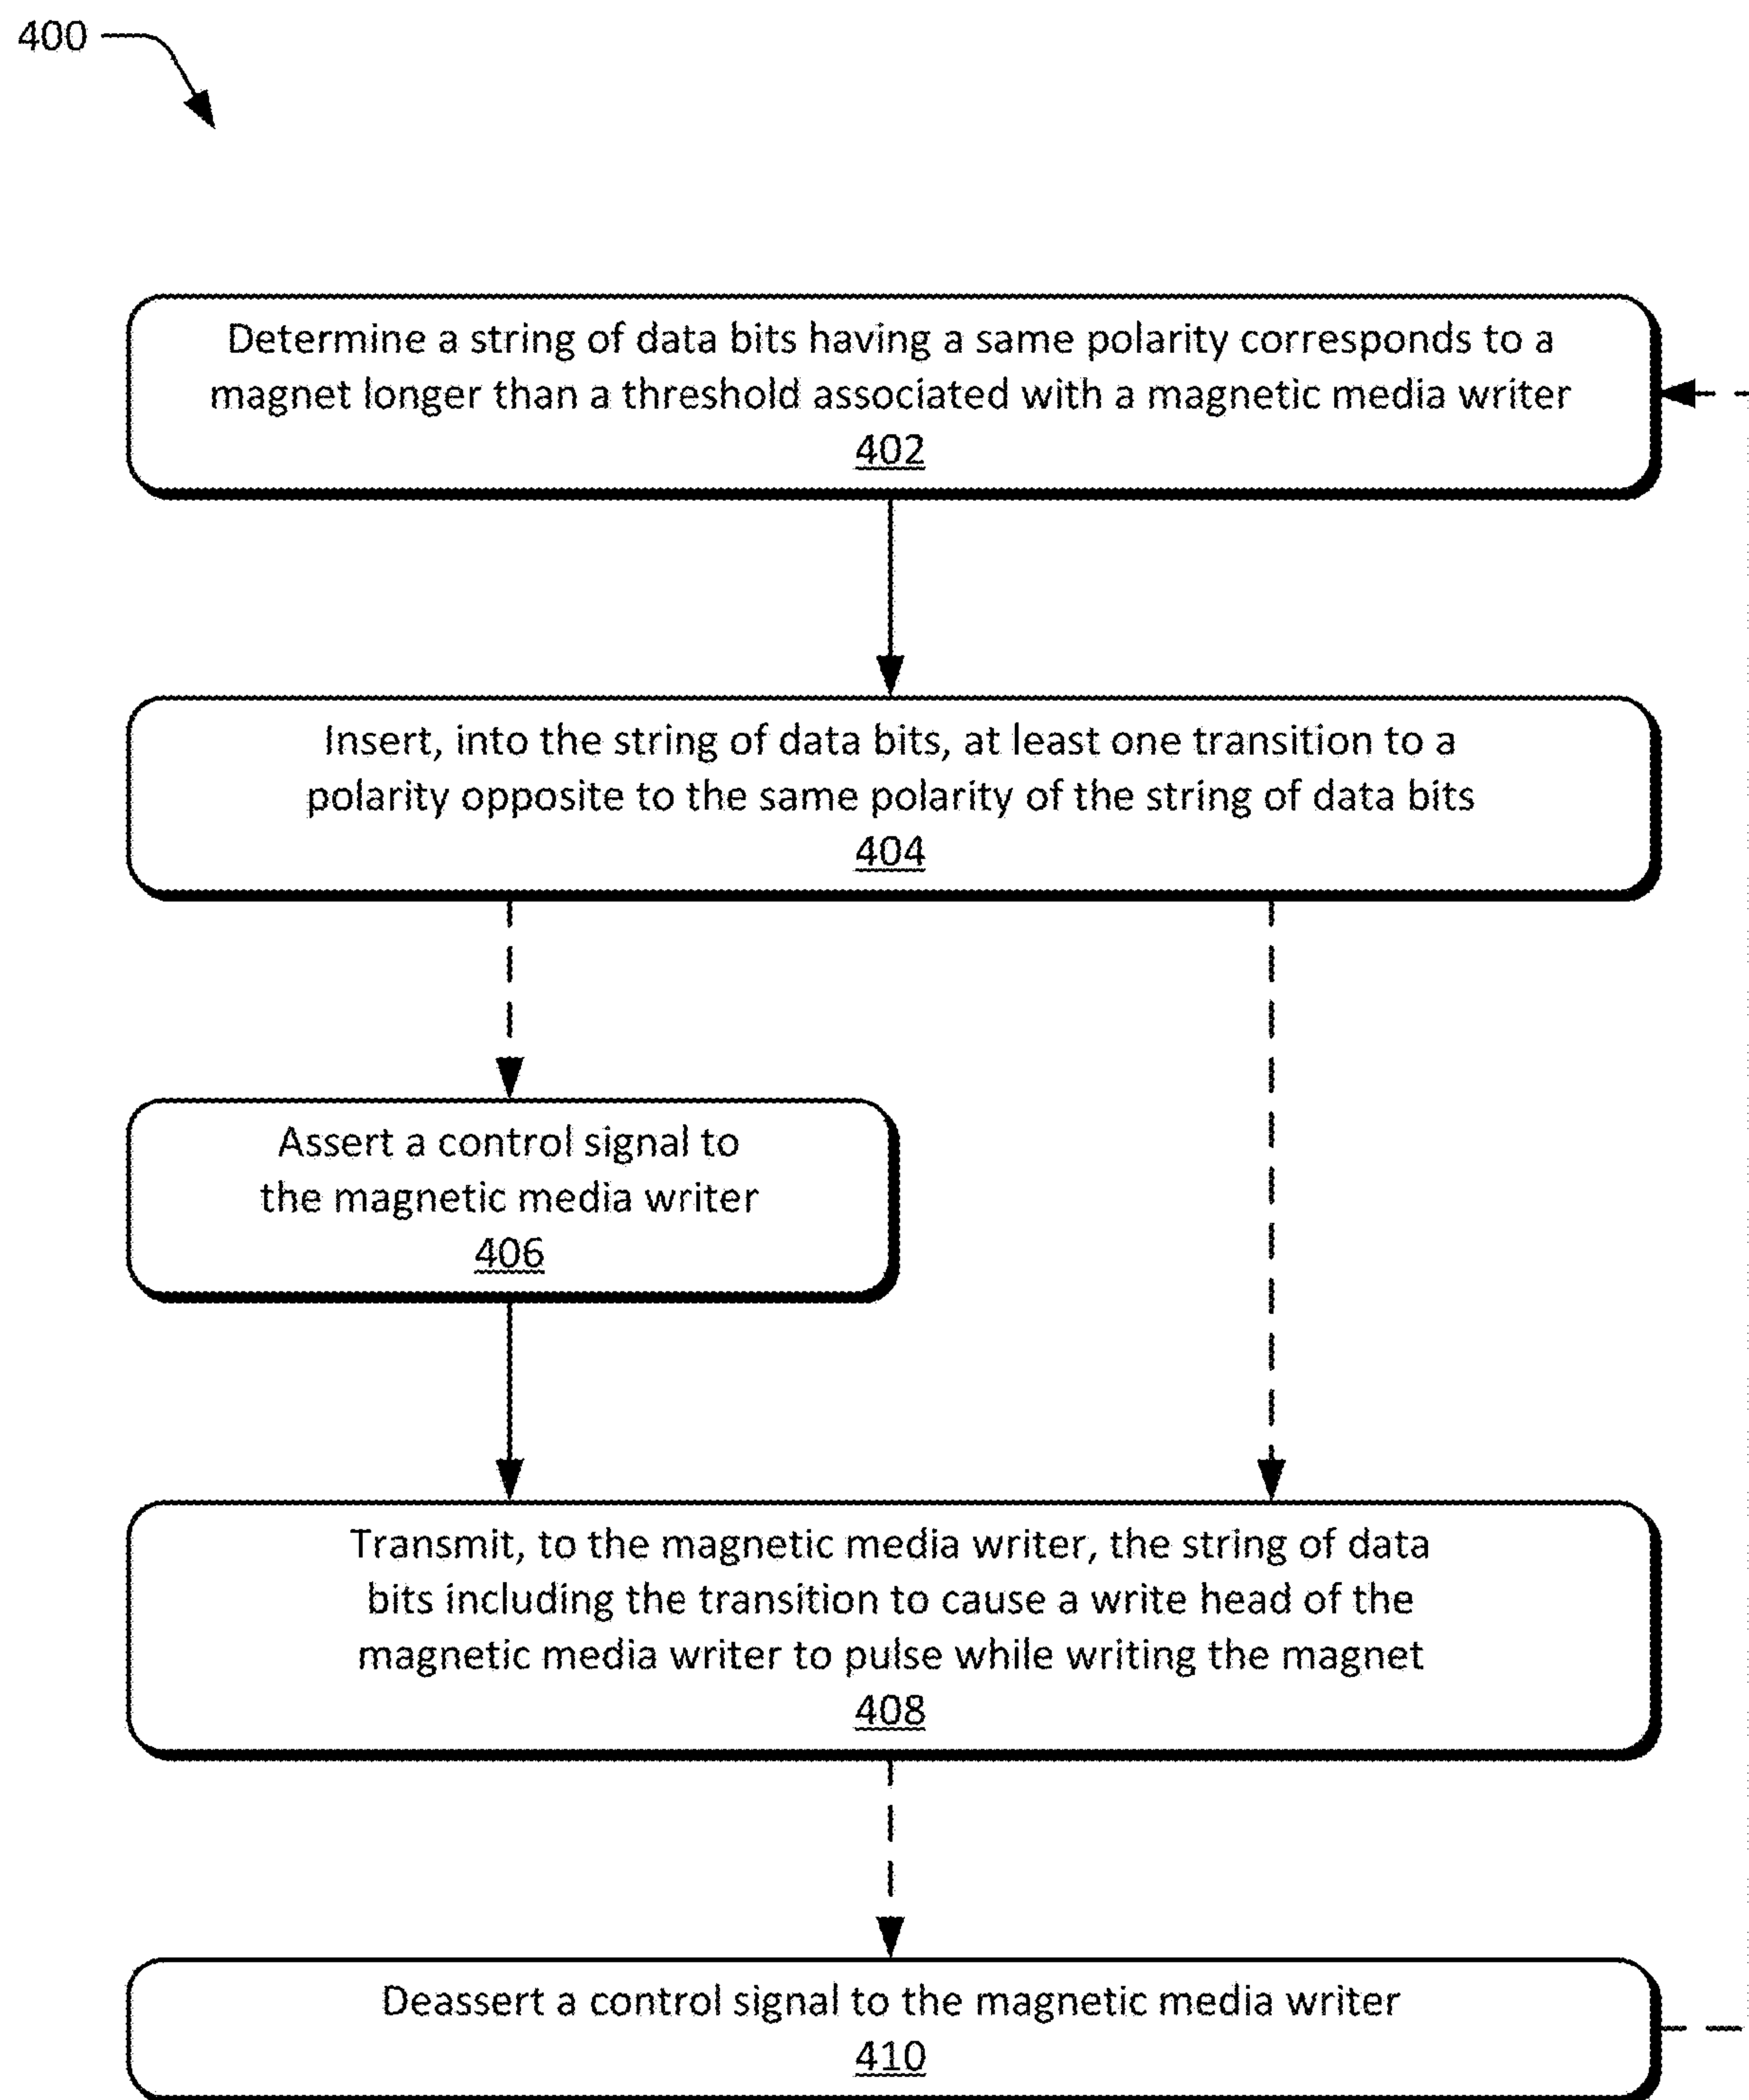 400
Determine a string of data bits having a same polarity corresponds to a
magnet longer than a threshold associated with a magnetic media writer
402
Insert, into the string of data bits, at least one transition to a
polarity opposite to the same polarity of the string of data bits
404
Assert a control signal to
the magnetic media writer
406
Transmit, to the magnetic media writer, the string of data
bits including the transition to cause a write head of the
magnetic media writer to pulse while writing the magnet
408
Deassert a control signal to the magnetic media writer
410